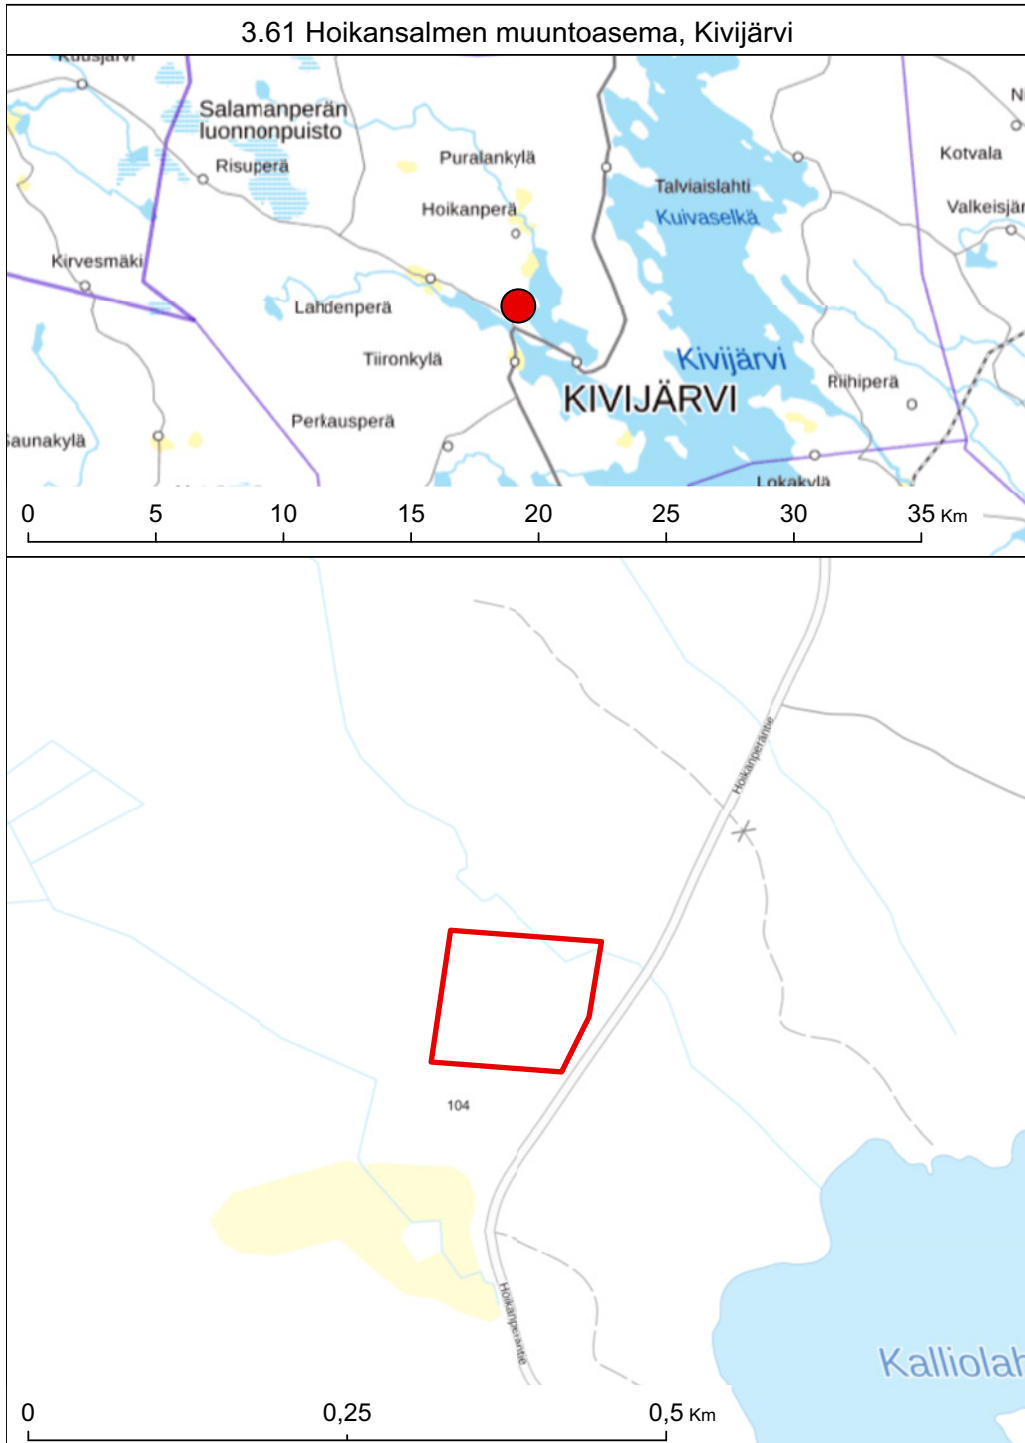 3.61 Hoikansalmen muuntoasema, Kivijärvi
Salamanperän
luonnonpuisto
Risuperä
Puralankylä
Hoikanperä
Talviaislahti
Kuivaselkä
Kotvala
Kirvesmäki
Lahdenperä
Tiironkylä
Kivijärvi
KIVIJÄRVI
Riihiperä
Perkausperä
Lokakylä
0 5 10 15 20 25 30 35 Km
Hoikanperäntie
104
Hoikanperäntie
0 0,25 0,5 Km